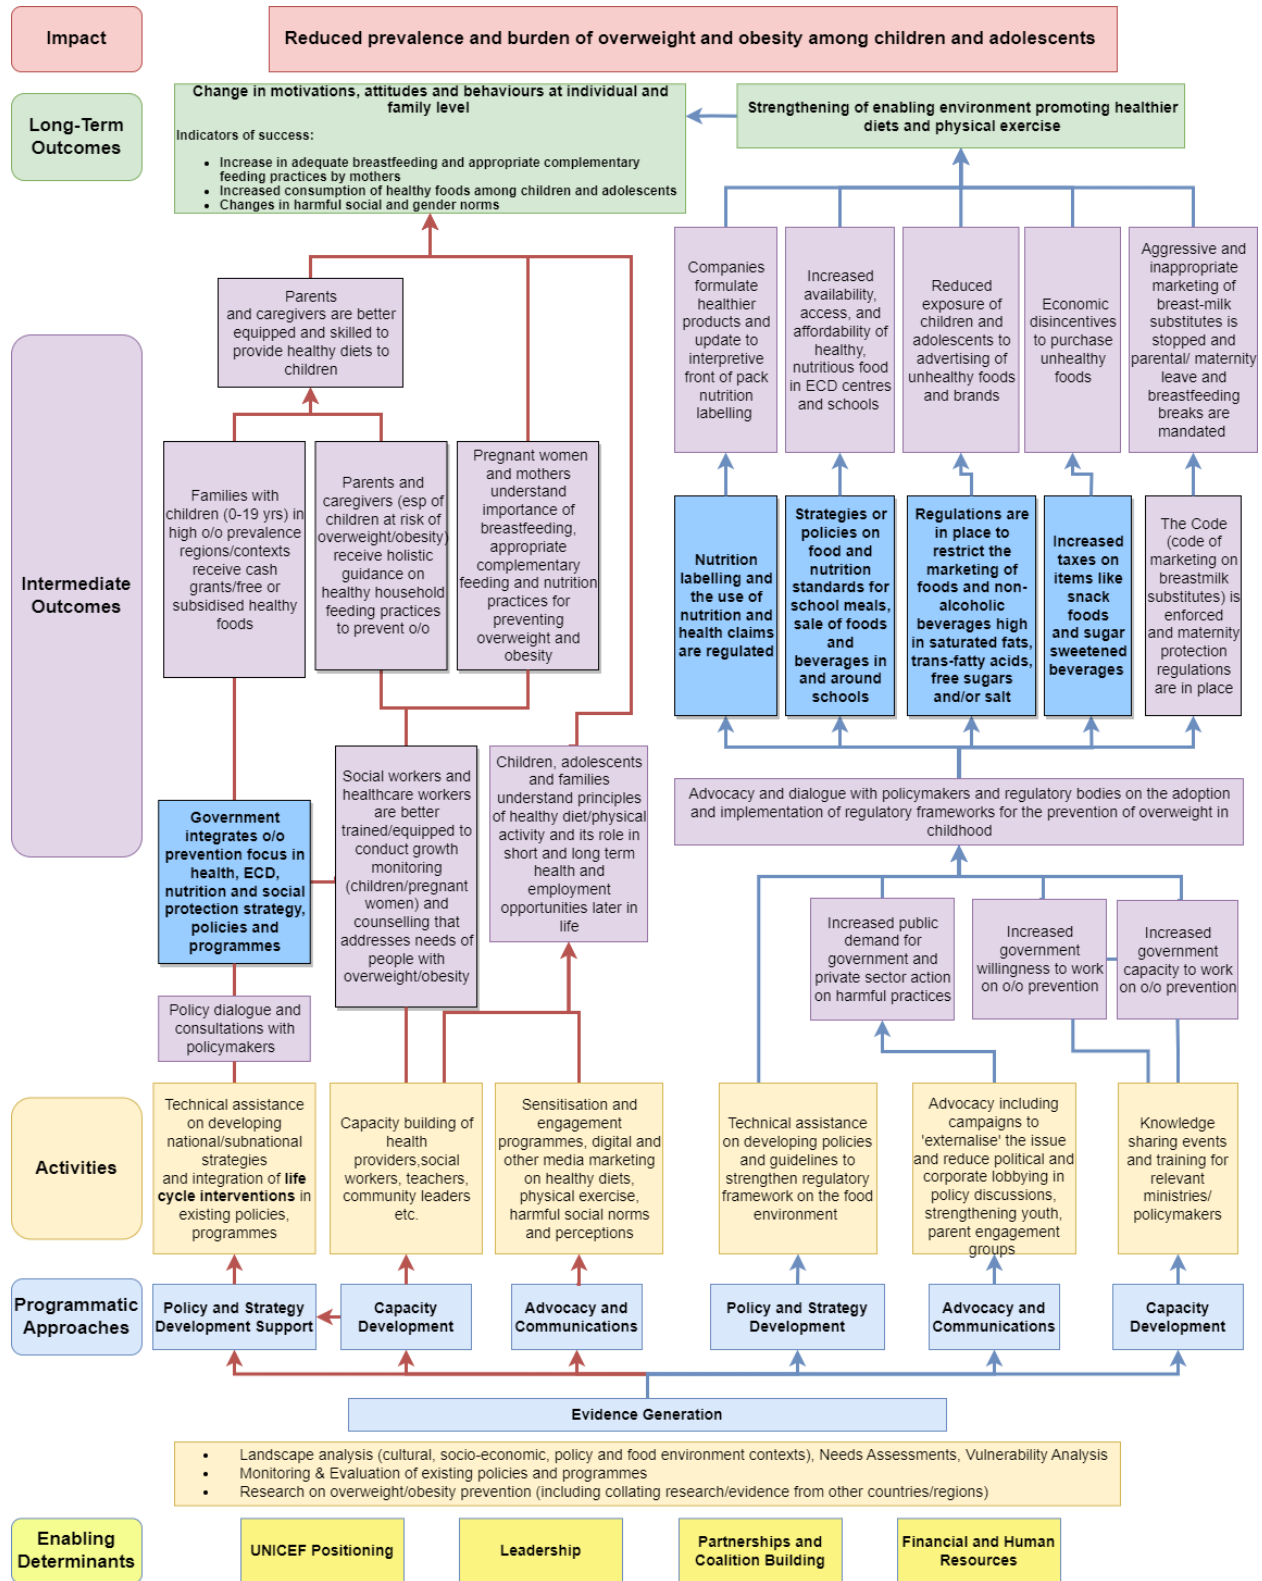 Impact
Reduced prevalence and burden of overweight and obesity among children and adolescents
Long-Term
Outcomes
Change in motivations, attitudes and behaviours at individual and
family level
Indicators of success:
• Increase in adequate breastfeeding and appropriate complementary
feeding practices by mothers
• Increased consumption of healthy foods among children and adolescents
• Changes in harmful social and gender norms
Strengthening of enabling environment promoting healthier
diets and physical exercise
Intermediate
Outcomes
Parents
and caregivers are better
equipped and skilled to
provide healthy diets to
children
Companies
formulate
healthier
products and
update to
interpretive
front of pack
nutrition
labelling
Increased
availability,
access, and
affordability of
healthy,
nutritious food
in ECD centres
and schools
Reduced
exposure of
children and
adolescents to
advertising of
unhealthy foods
and brands
Economic
disincentives
to purchase
unhealthy
foods
Aggressive and
inappropriate
marketing of
breast-milk
substitutes is
stopped and
parental/ maternity
leave and
breastfeeding
breaks are
mandated
Families with
children (0-19 yrs) in
high o/o prevalence
regions/contexts
receive cash
grants/free or
subsidised healthy
foods
Parents and
caregivers (esp of
children at risk of
overweight/obesity)
receive holistic
guidance on
healthy household
feeding practices
to prevent o/o
Pregnant women
and mothers
understand
importance of
breastfeeding,
appropriate
complementary
feeding and nutrition
practices for
preventing
overweight and
obesity
Nutrition
labelling and
the use of
nutrition and
health claims
are regulated
Strategies or
policies on
food and
nutrition
standards for
school meals,
sale of foods
and
beverages in
and around
schools
Regulations are
in place to
restrict the
marketing of
foods and non-
alcoholic
beverages high
in saturated fats,
trans-fatty acids,
free sugars
and/or salt
Increased
taxes on
items like
snack
foods
and sugar
sweetened
beverages
The Code
(code of
marketing on
breastmilk
substitutes) is
enforced
and maternity
protection
regulations
are in place
Government
integrates o/o
prevention focus in
health, ECD,
nutrition and social
protection strategy,
policies and
programmes
Social workers and
healthcare workers
are better
trained/equipped to
conduct growth
monitoring
(children/pregnant
women) and
counselling that
addresses needs of
people with
overweight/obesity
Children, adolescents
and families
understand principles
of healthy diet/physical
activity and its role in
short and long term
health and
employment
opportunities later in
life
Advocacy and dialogue with policymakers and regulatory bodies on the adoption
and implementation of regulatory frameworks for the prevention of overweight in
childhood
Increased public
demand for
government and
private sector action
on harmful practices
Increased
government
willingness to work
on o/o prevention
Increased
government
capacity to work
on o/o prevention
Policy dialogue and
consultations with
policymakers
Activities
Technical assistance
on developing
national/subnational
strategies
and integration of life
cycle interventions in
existing policies,
programmes
Capacity building of
health
providers,social
workers, teachers,
community leaders
etc.
Sensitisation and
engagement
programmes, digital and
other media marketing
on healthy diets,
physical exercise,
harmful social norms
and perceptions
Technical assistance
on developing policies
and guidelines to
strengthen regulatory
framework on the food
environment
Advocacy including
campaigns to
'externalise' the issue
and reduce political and
corporate lobbying in
policy discussions,
strengthening youth,
parent engagement
groups
Knowledge
sharing events
and training for
relevant
ministries/
policymakers
Programmatic
Approaches
Policy and Strategy
Development Support
Capacity
Development
Advocacy and
Communications
Policy and Strategy
Development
Advocacy and
Communications
Capacity
Development
Evidence Generation
• Landscape analysis (cultural, socio-economic, policy and food environment contexts), Needs Assessments, Vulnerability Analysis
• Monitoring & Evaluation of existing policies and programmes
• Research on overweight/obesity prevention (including collating research/evidence from other countries/regions)
Enabling
Determinants
UNICEF Positioning
Leadership
Partnerships and
Coalition Building
Financial and Human
Resources